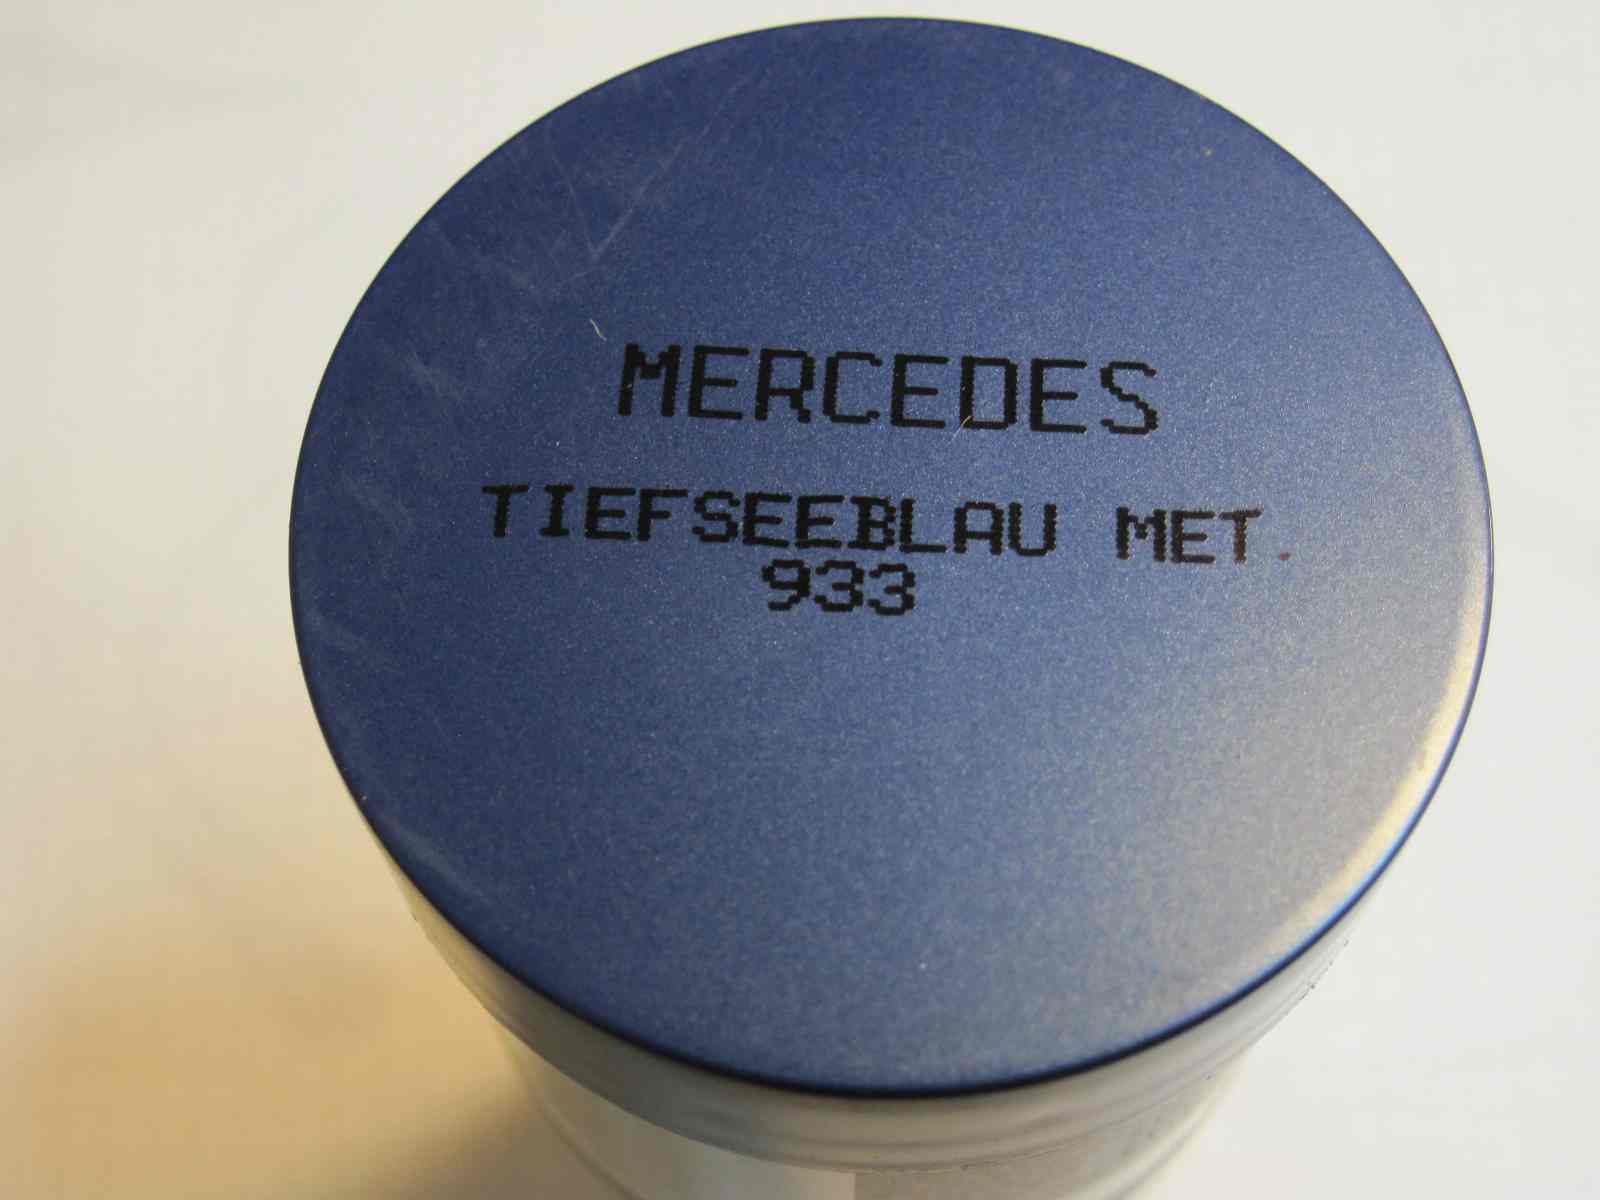 MERCEDES
TIEFSEEBLAU MET.
933